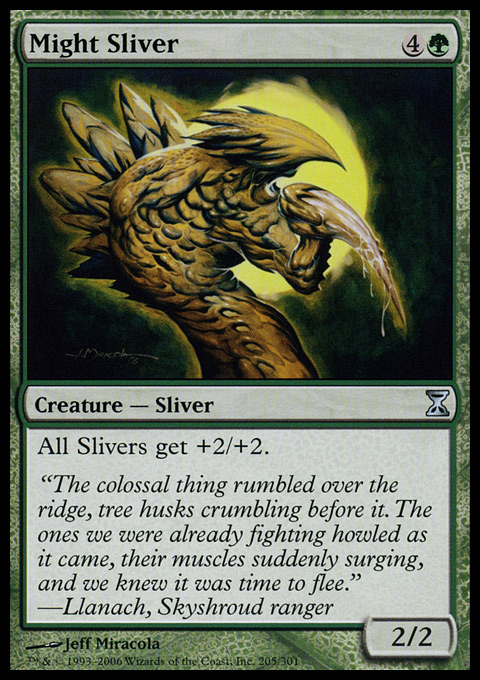 Might Sliver 4
J. Miracola
Creature — Sliver
All Slivers get +2/+2.
“The colossal thing rumbled over the
ridge, tree husks crumbling before it. The
ones we were already fighting howled as
it came, their muscles suddenly surging,
and we knew it was time to flee.”
—Llanach, Skyshroud ranger
Jeff Miracola
2/2
™ & © 1993–2006 Wizards of the Coast, Inc. 205/301